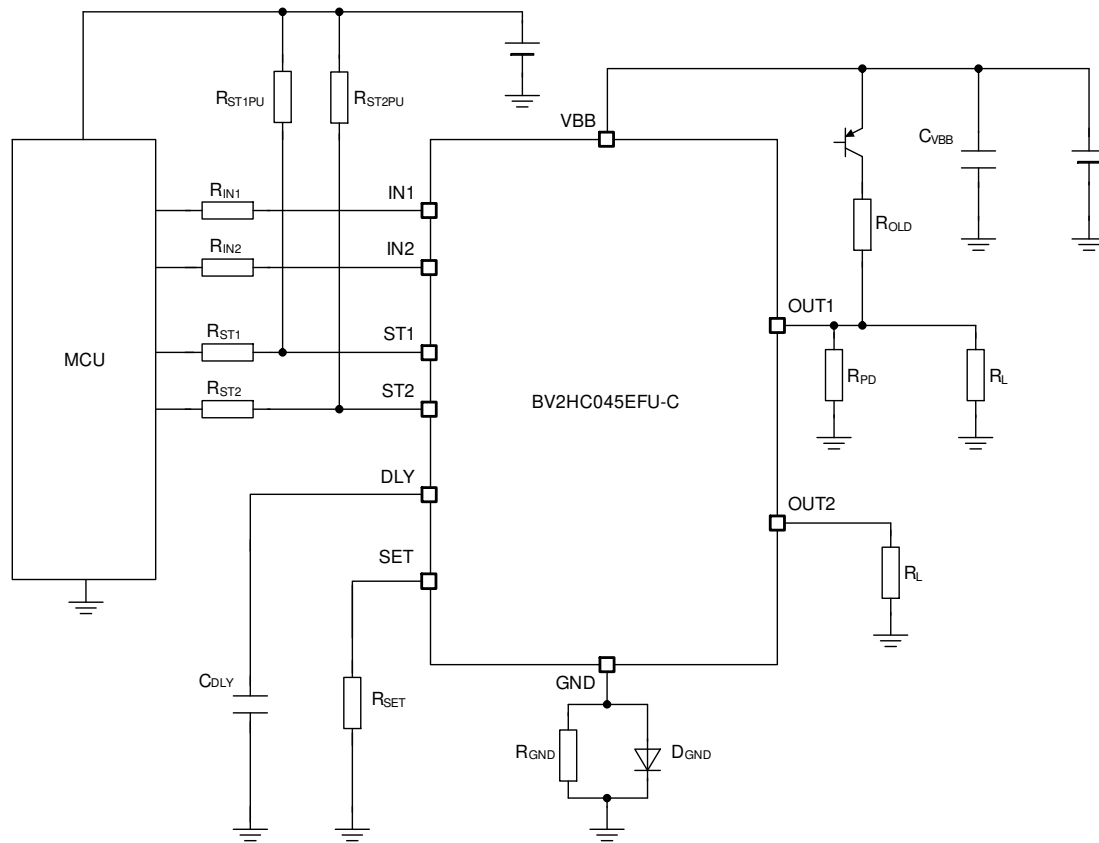 RST1PU
RST2PU
VBB
CVBB
RIN1
IN1
RIN2
IN2
ROLD
OUT1
RST1
ST1
MCU
RPD
RL
RST2
ST2
BV2HC045EFU-C
DLY
OUT2
SET
RL
CDLY
RSET
GND
RGND
DGND